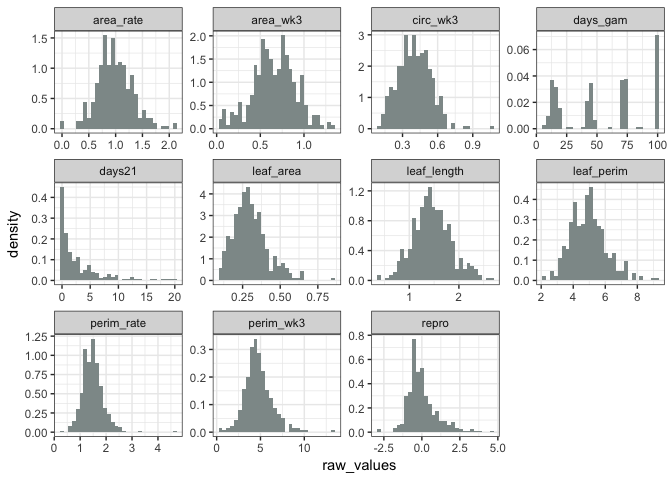 area_rate area_wk3 circ_wk3 days_gam
1.5 1.0 0.5 0.0
2.0 1.5 1.0 0.5 0.0
3 2 1 0
0.06 0.04 0.02 0.00
0.0 0.5 1.0 1.5 2.0
0.0 0.5 1.0
0.3 0.6 0.9
0 25 50 75 100
days21 leaf_area leaf_length leaf_perim
0.4 0.3 0.2 0.1 0.0
4 3 2 1 0
1.2 0.8 0.4 0.0
0.4 0.3 0.2 0.1 0.0
0 5 10 15 20
0.25 0.50 0.75
1 2
2 4 6 8
perim_rate perim_wk3 repro
1.25 1.00 0.75 0.50 0.25 0.00
0.3 0.2 0.1 0.0
0.8 0.6 0.4 0.2 0.0
0 1 2 3 4
0 5 10
-2.5 0.0 2.5 5.0
density
raw_values